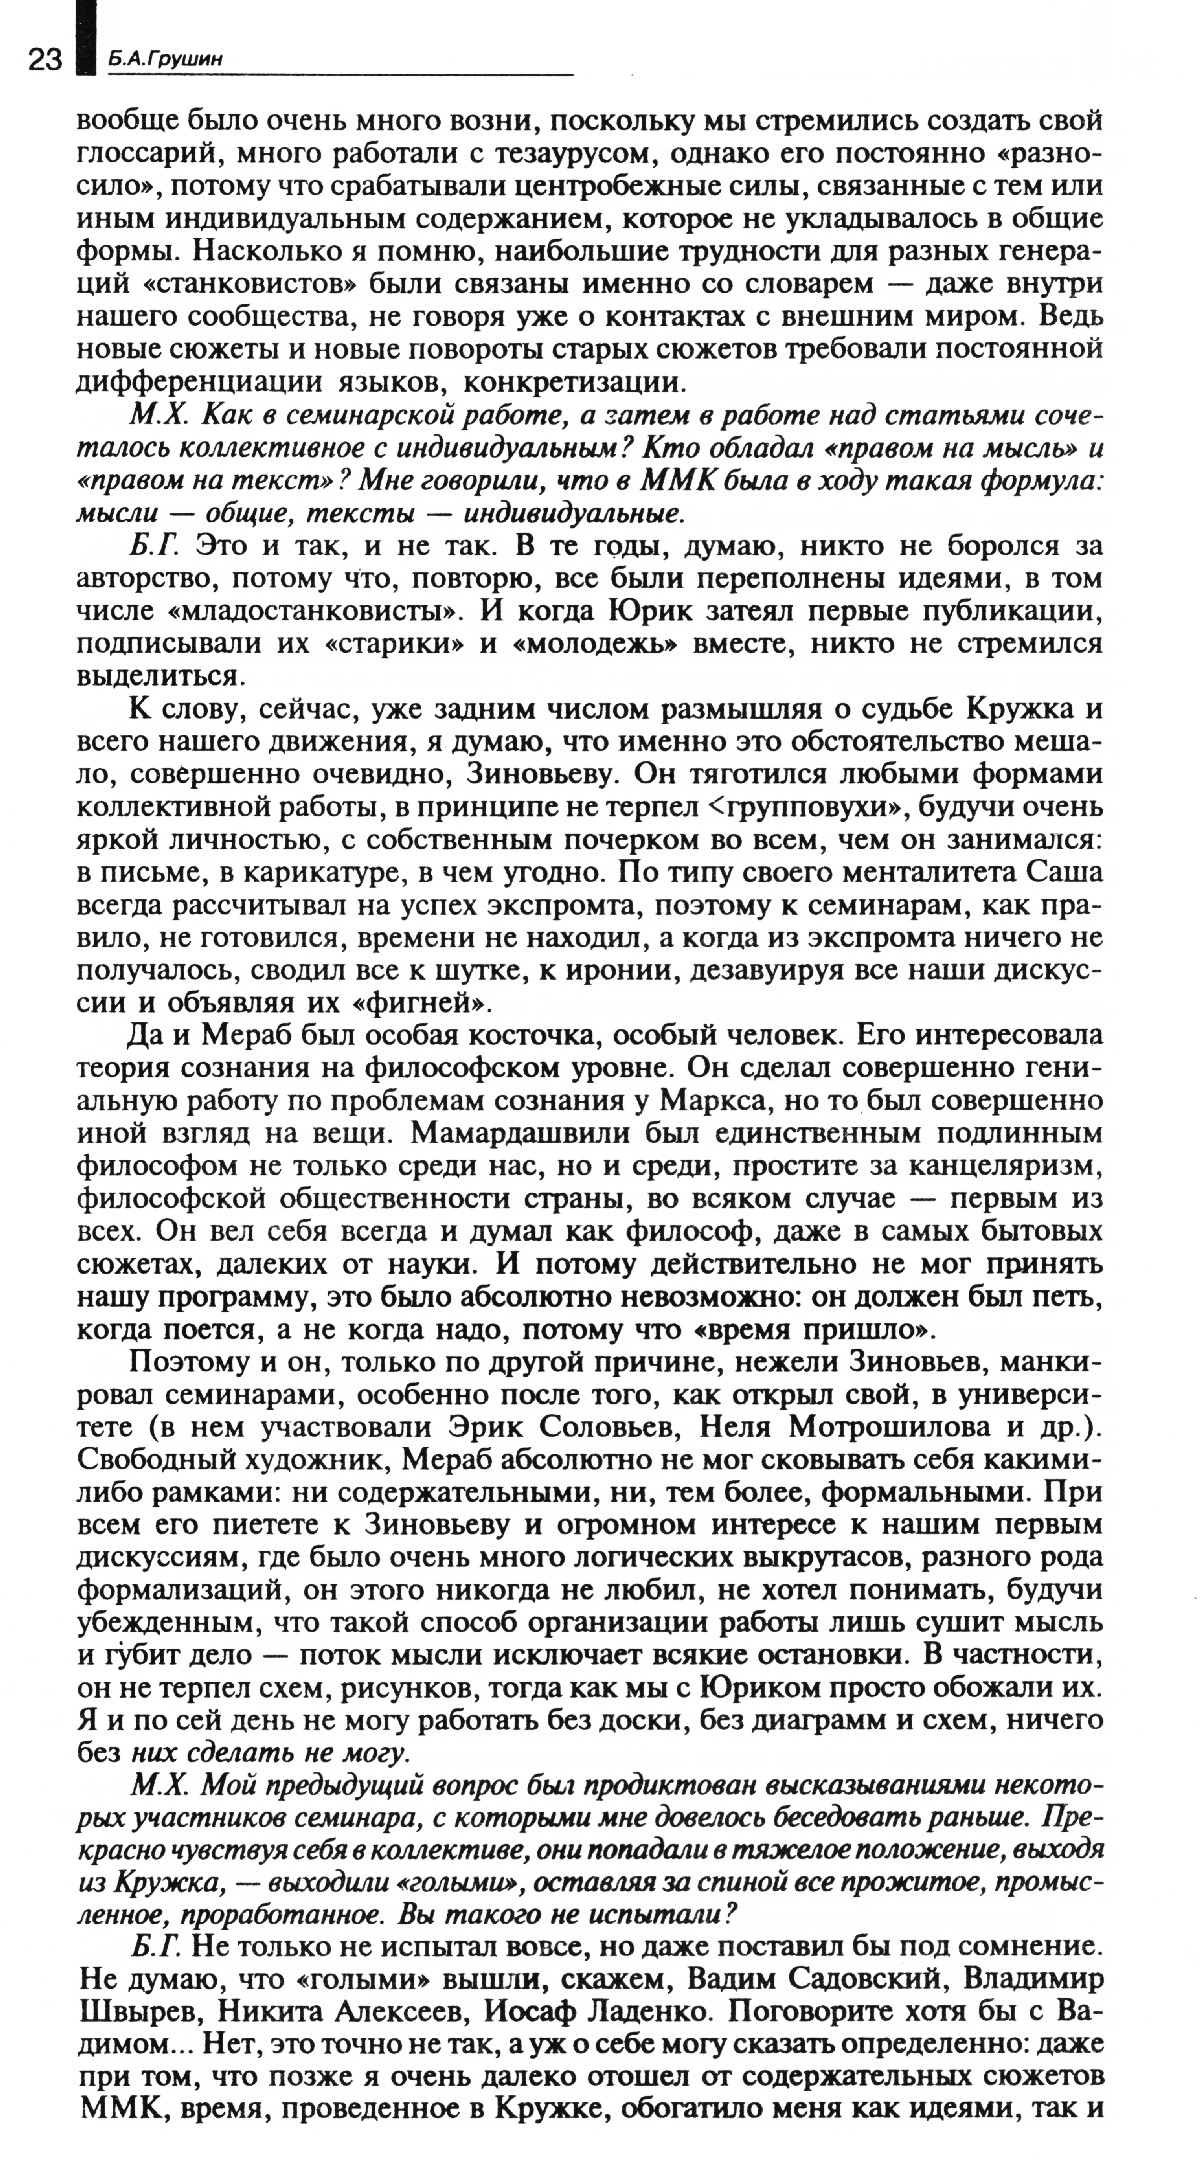 23
Б.А.Грушин
вообще было очень много возни, поскольку мы стремились создать свой
глоссарий, много работали с тезаурусом, однако его постоянно «разно-
сило», потому что срабатывали центробежные силы, связанные с тем или
иным индивидуальным содержанием, которое не укладывалось в общие
формы. Насколько я помню, наибольшие трудности для разных генера-
ций «станковистов» были связаны именно со словарем — даже внутри
нашего сообщества, не говоря уже о контактах с внешним миром. Ведь
новые сюжеты и новые повороты старых сюжетов требовали постоянной
дифференциации языков, конкретизации.
М.Х. Как в семинарской работе, а затем в работе над статьями соче-
талось коллективное с индивидуальным? Кто обладал «правом на мысль» и
«правом на текст»? Мне говорили, что в ММК была в ходу такая формула:
мысли — общие, тексты — индивидуальные.
Б.Г. Это и так, и не так. В те годы, думаю, никто не боролся за
авторство, потому что, повторю, все были переполнены идеями, в том
числе «младостанковисты». И когда Юрик затеял первые публикации,
подписывали их «старики» и «молодежь» вместе, никто не стремился
выделиться.
К слову, сейчас, уже задним числом размышляя о судьбе Кружка и
всего нашего движения, я думаю, что именно это обстоятельство меша-
ло, совершенно очевидно, Зиновьеву. Он тяготился любыми формами
коллективной работы, в принципе не терпел <групповухи», будучи очень
яркой личностью, с собственным почерком во всем, чем он занимался:
в письме, в карикатуре, в чем угодно. По типу своего менталитета Саша
всегда рассчитывал на успех экспромта, поэтому к семинарам, как пра-
вило, не готовился, времени не находил, а когда из экспромта ничего не
получалось, сводил все к шутке, к иронии, дезавуируя все наши дискус-
сии и объявляя их «фигней».
Да и Мераб был особая косточка, особый человек. Его интересовала
теория сознания на философском уровне. Он сделал совершенно гени-
альную работу по проблемам сознания у Маркса, но то был совершенно
иной взгляд на вещи. Мамардашвили был единственным подлинным
философом не только среди нас, но и среди, простите за канцеляризм,
философской общественности страны, во всяком случае — первым из
всех. Он вел себя всегда и думал как философ, даже в самых бытовых
сюжетах, далеких от науки. И потому действительно не мог принять
нашу программу, это было абсолютно невозможно: он должен был петь,
когда поется, а не когда надо, потому что «время пришло».
Поэтому и он, только по другой причине, нежели Зиновьев, манки-
ровал семинарами, особенно после того, как открыл свой, в универси-
тете (в нем участвовали Эрик Соловьев, Неля Мотрошилова и др.).
Свободный художник, Мераб абсолютно не мог сковывать себя какими-
либо рамками: ни содержательными, ни, тем более, формальными. При
всем его пиетете к Зиновьеву и огромном интересе к нашим первым
дискуссиям, где было очень много логических выкрутасов, разного рода
формализаций, он этого никогда не любил, не хотел понимать, будучи
убежденным, что такой способ организации работы лишь сушит мысль
и губит дело — поток мысли исключает всякие остановки. В частности,
он не терпел схем, рисунков, тогда как мы с Юриком просто обожали их.
Я и по сей день не могу работать без доски, без диаграмм и схем, ничего
без них сделать не могу.
М.Х. Мой предыдущий вопрос был продиктован высказываниями некото-
рых участников семинара, с которыми мне довелось беседовать раньше. Пре-
красно чувствуя себя в коллективе, они попадали в тяжелое положение, выходя
из Кружка, — выходили «голыми», оставляя за спиной все прожитое, промыс-
ленное, проработанное. Вы такого не испытали?
Б.Г. Не только не испытал вовсе, но даже поставил бы под сомнение.
Не думаю, что «голыми» вышли, скажем, Вадим Садовский, Владимир
Швырев, Никита Алексеев, Иосаф Ладенко. Поговорите хотя бы с Ва-
димом... Нет, это точно не так, а уж о себе могу сказать определенно: даже
при том, что позже я очень далеко отошел от содержательных сюжетов
ММК, время, проведенное в Кружке, обогатило меня как идеями, так и